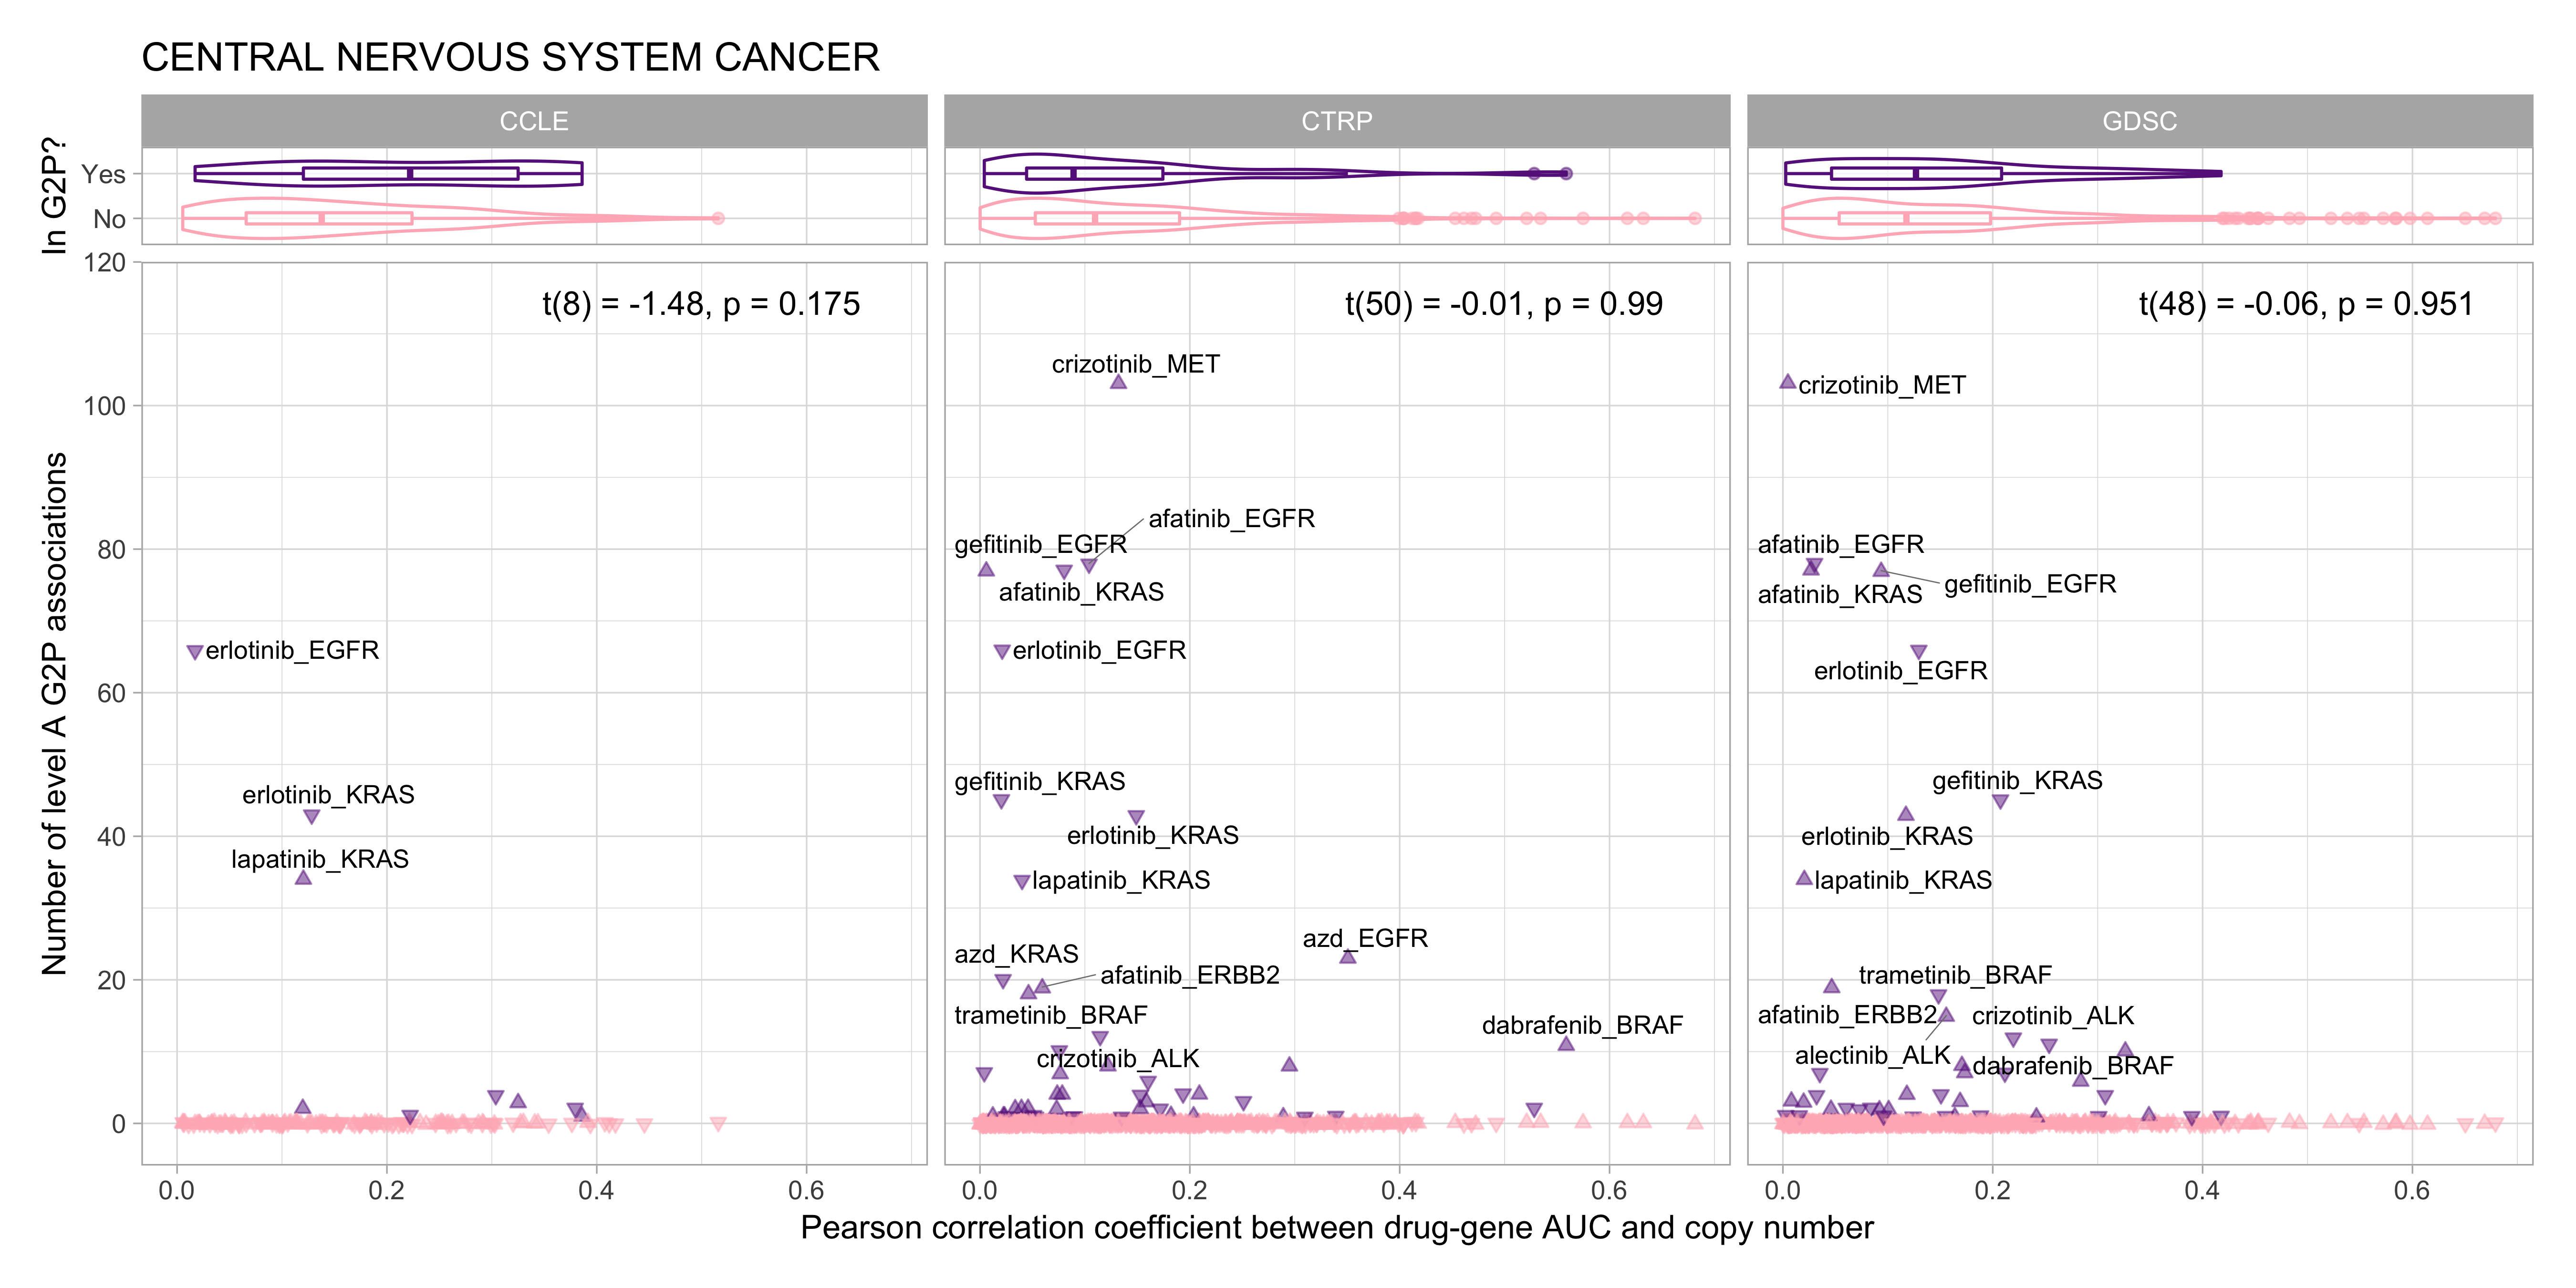 CENTRAL NERVOUS SYSTEM CANCER
CCLE
CTRP
GDSC
In G2P?
Yes
No
Number of level A G2P associations
120
100
80
60
40
20
0
t(8) = -1.48, p = 0.175
erlotinib_EGFR
erlotinib_KRAS
lapatinib_KRAS
t(50) = -0.01, p = 0.99
crizotinib_MET
afatinib_EGFR
gefitinib_EGFR
afatinib_KRAS
erlotinib_EGFR
gefitinib_KRAS
erlotinib_KRAS
lapatinib_KRAS
azd_EGFR
azd_KRAS
afatinib_ERBB2
trametinib_BRAF
dabrafenib_BRAF
crizotinib_ALK
t(48) = -0.06, p = 0.951
crizotinib_MET
afatinib_EGFR
gefitinib_EGFR
afatinib_KRAS
erlotinib_EGFR
gefitinib_KRAS
erlotinib_KRAS
lapatinib_KRAS
trametinib_BRAF
afatinib_ERBB2
crizotinib_ALK
alectinib_ALK
dabrafenib_BRAF
0.0 0.2 0.4 0.6
0.0 0.2 0.4 0.6
0.0 0.2 0.4 0.6
Pearson correlation coefficient between drug-gene AUC and copy number